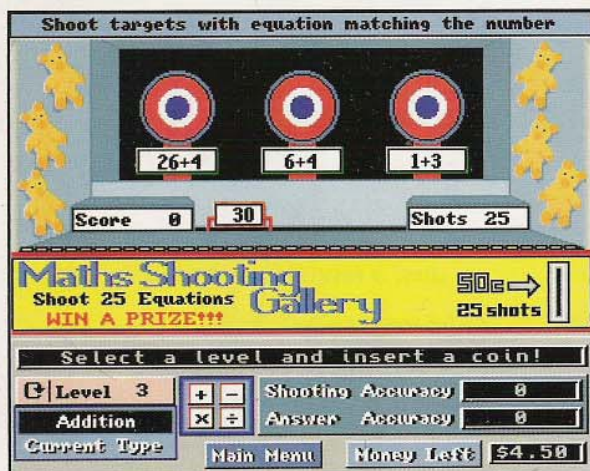 Shoot targets with equation matching the number
26+4 6+4 1+3
Score 0 30 Shots 25
Maths Shooting Gallery
Shoot 25 Equations
WIN A PRIZE!!!
50c
25 shots
Select a level and insert a coin!
Level 3
+ −
× ÷
Addition
Current Type
Shooting Accuracy 0
Answer Accuracy 0
Main Menu
Money Left $4.50